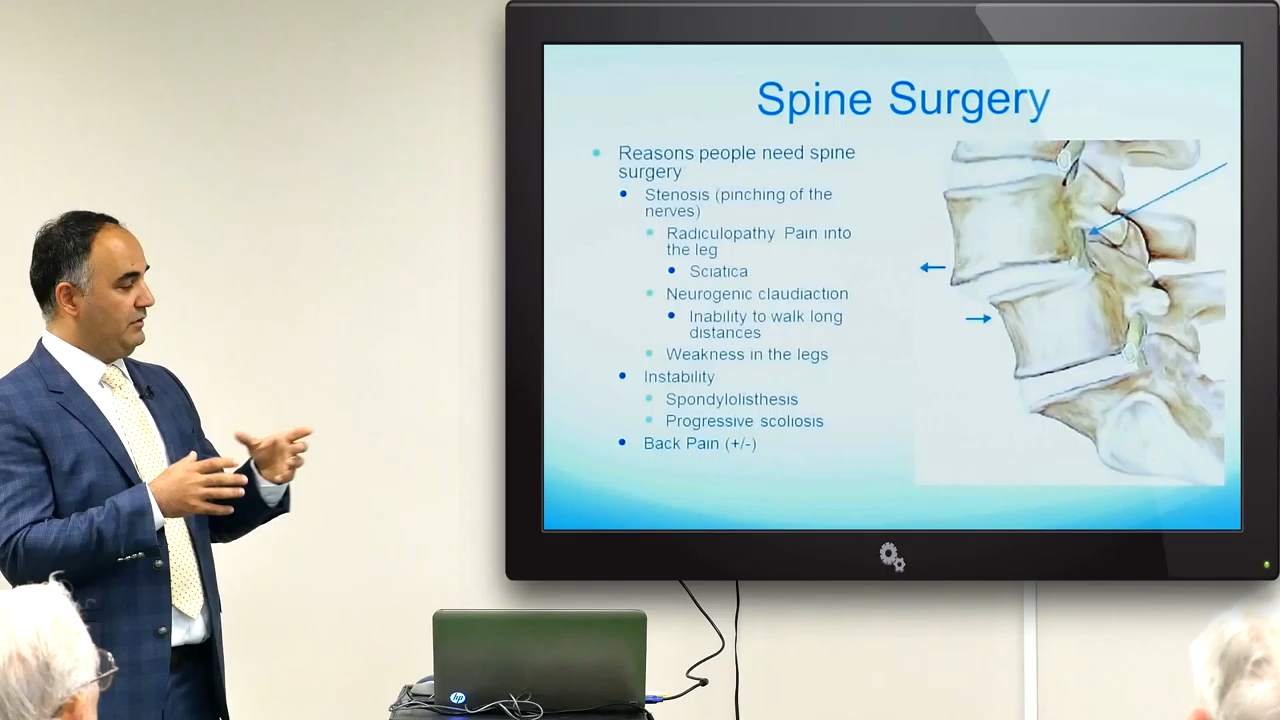 Spine Surgery
Reasons people need spine
surgery
Stenosis (pinching of the
nerves)
Radiculopathy Pain into
the leg
Sciatica
Neurogenic claudiaction
Inability to walk long
distances
Weakness in the legs
Instability
Spondylolisthesis
Progressive scoliosis
Back Pain (+/-)
hp